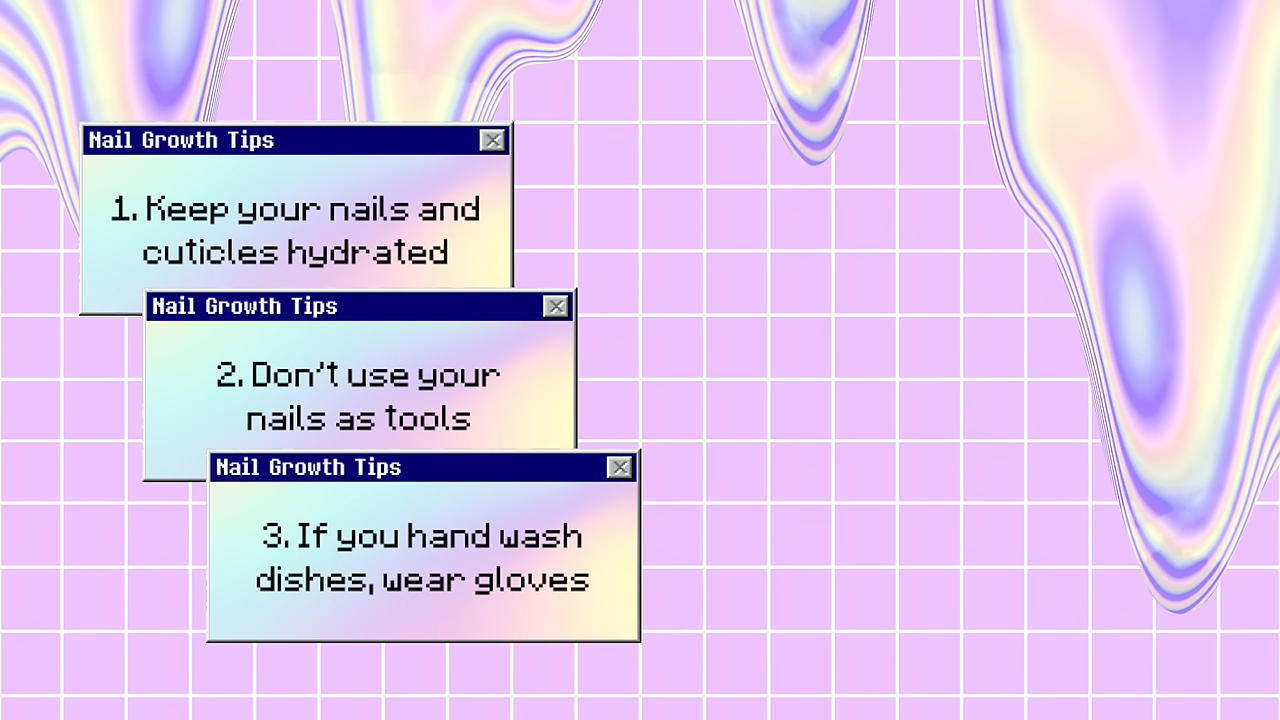 Nail Growth Tips
1. Keep your nails and
cuticles hydrated
Nail Growth Tips
2. Don't use your
nails as tools
Nail Growth Tips
3. If you hand wash
dishes, wear gloves